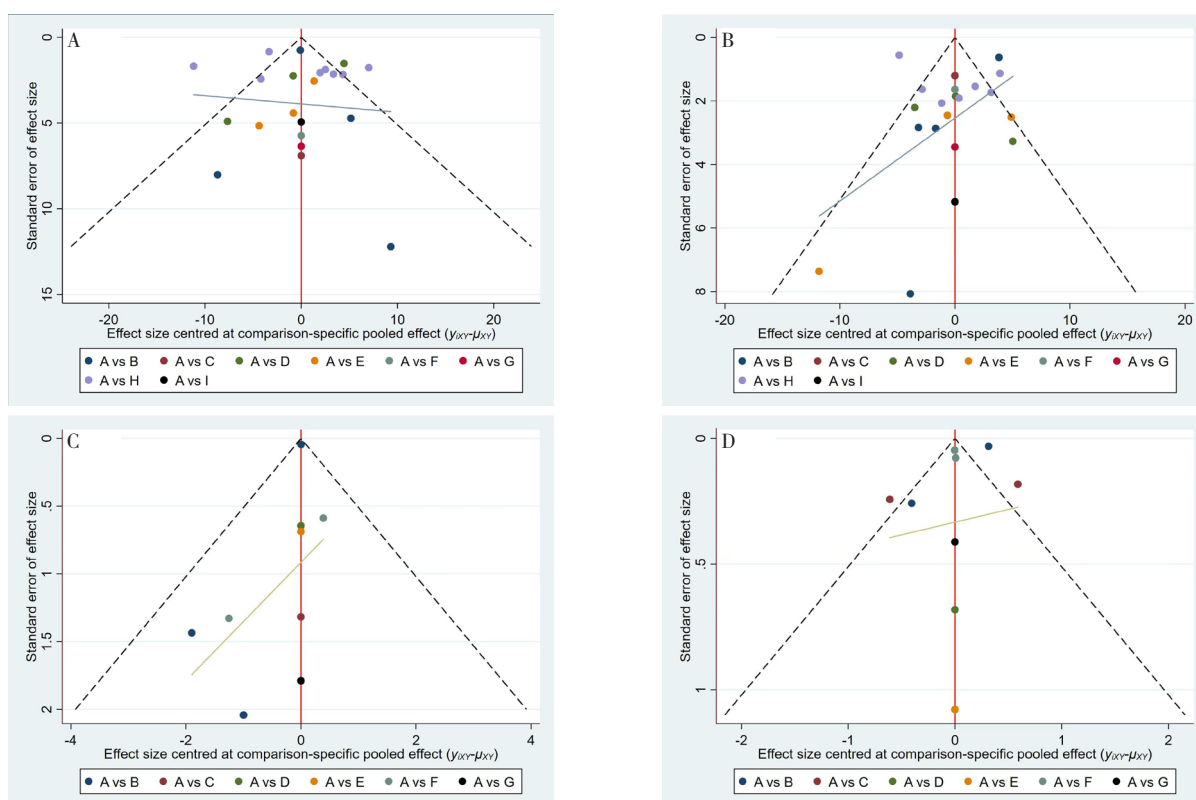 A
Standard error of effect size
0
5
10
15
-20
-10
0
10
20
Effect size centred at comparison-specific pooled effect (yiXY-μXY)
A vs B A vs C A vs D A vs E A vs F A vs G
A vs H A vs I
B
Standard error of effect size
0
2
4
6
8
-20
-10
0
10
20
Effect size centred at comparison-specific pooled effect (yiXY-μXY)
A vs B A vs C A vs D A vs E A vs F A vs G
A vs H A vs I
C
Standard error of effect size
0
.5
1
1.5
2
-4
-2
0
2
4
Effect size centred at comparison-specific pooled effect (yiXY-μXY)
A vs B A vs C A vs D A vs E A vs F A vs G
D
Standard error of effect size
0
.5
1
-2
-1
0
1
2
Effect size centred at comparison-specific pooled effect (yiXY-μXY)
A vs B A vs C A vs D A vs E A vs F A vs G